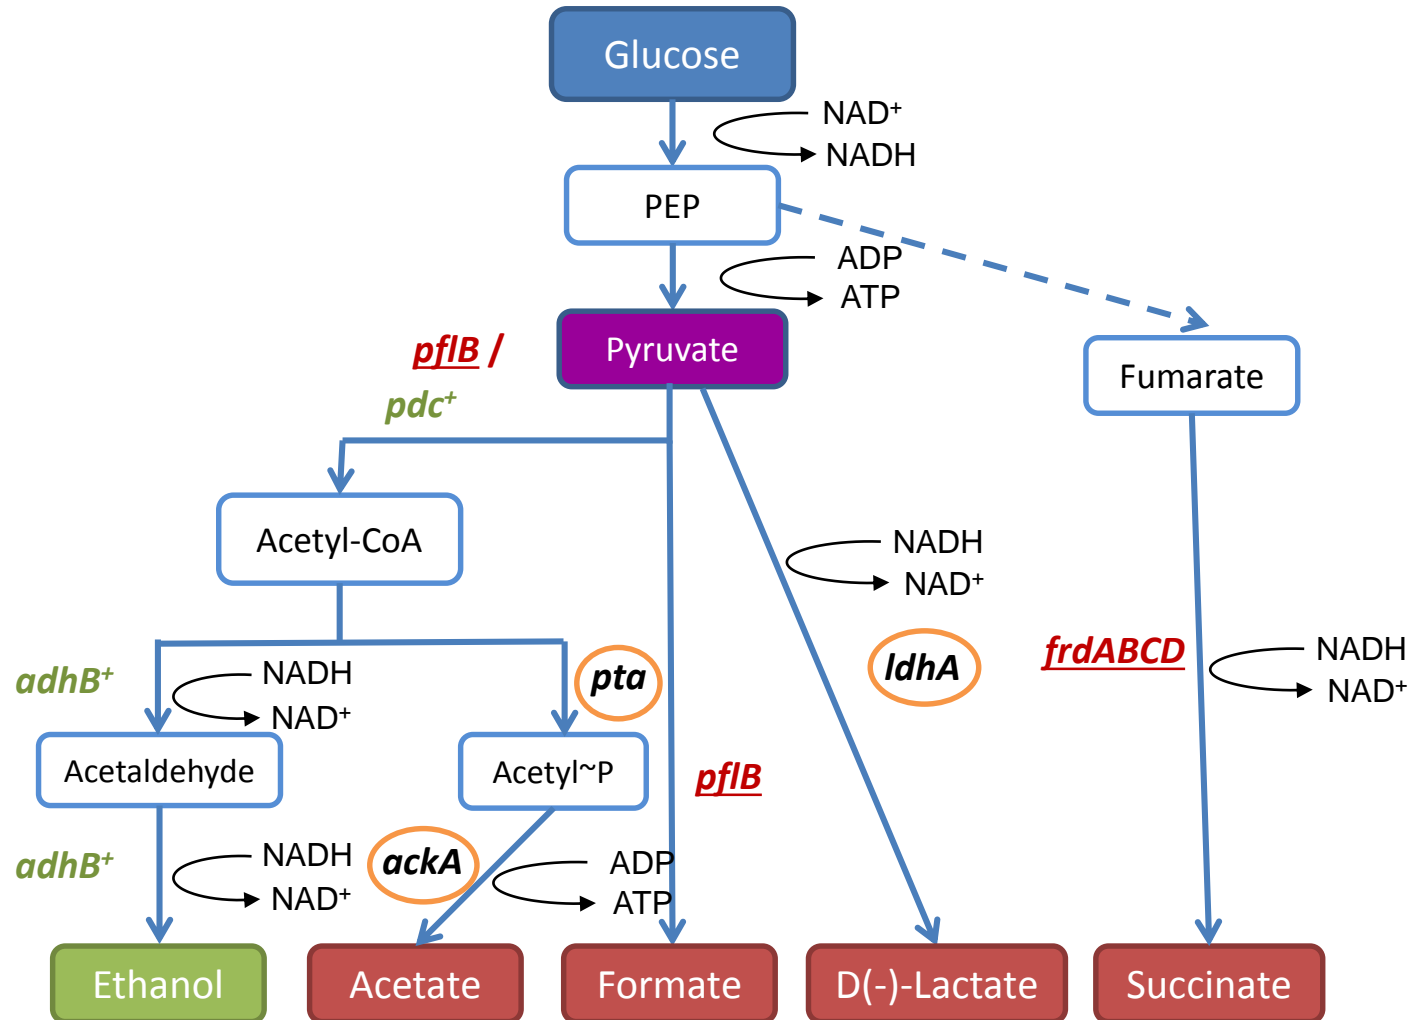 Glucose
NAD⁺
NADH
PEP
ADP
ATP
pflB /
Pyruvate
Fumarate
pdc⁺
Acetyl-CoA
NADH
NAD⁺
adhB⁺
NADH
NAD⁺
pta
ldhA
frdABCD
NADH
NAD⁺
Acetaldehyde
Acetyl~P
pflB
adhB⁺
NADH
NAD⁺
ackA
ADP
ATP
Ethanol
Acetate
Formate
D(-)-Lactate
Succinate